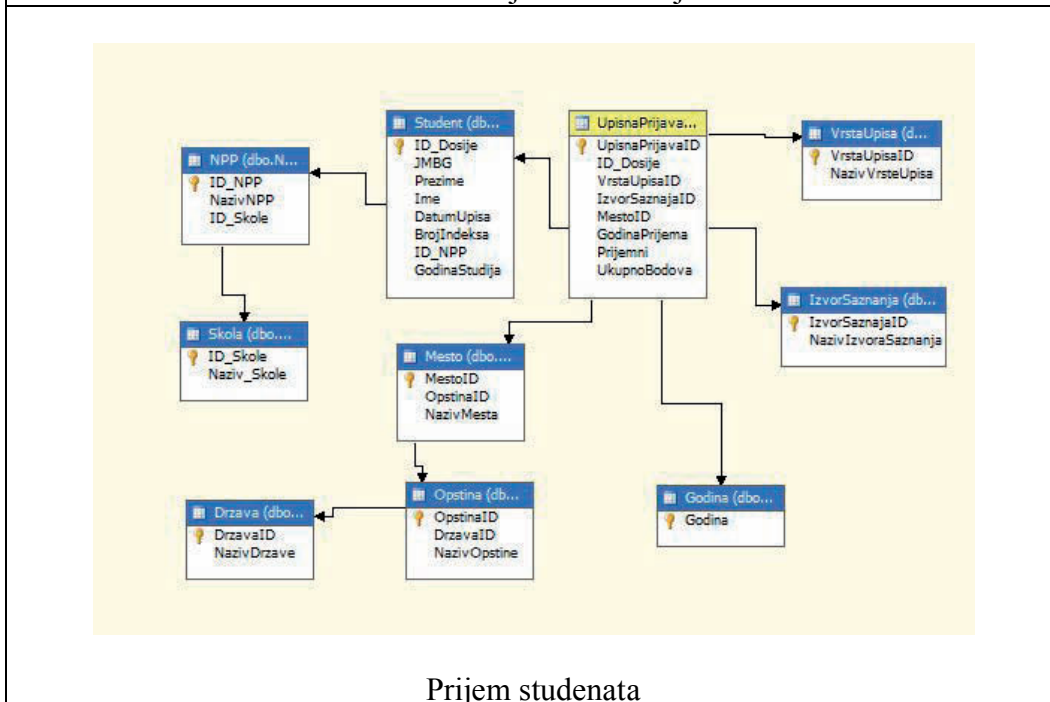 Student (db...
ID_Dosije
JMBG
Prezime
Ime
DatumUpisa
BrojIndeksa
ID_NPP
GodinaStudija
UpisnaPrijava...
UpisnaPrijavaID
ID_Dosije
VrstaUpisaID
IzvorSaznajaID
MestoID
GodinaPrijema
Prijemni
UkupnoBodova
VrstaUpisa (d...
VrstaUpisaID
NazivVrsteUpisa
NPP (dbo.N...
ID_NPP
NazivNPP
ID_Skole
IzvorSaznanja (db...
IzvorSaznajaID
NazivIzvoraSaznanja
Skola (dbo....
ID_Skole
Naziv_Skole
Mesto (dbo....
MestoID
OpstinaID
NazivMesta
Drzava (dbo...
DrzavaID
NazivDrzave
Opstina (db...
OpstinaID
DrzavaID
NazivOpstine
Godina (dbo...
Godina
Prijem studenata